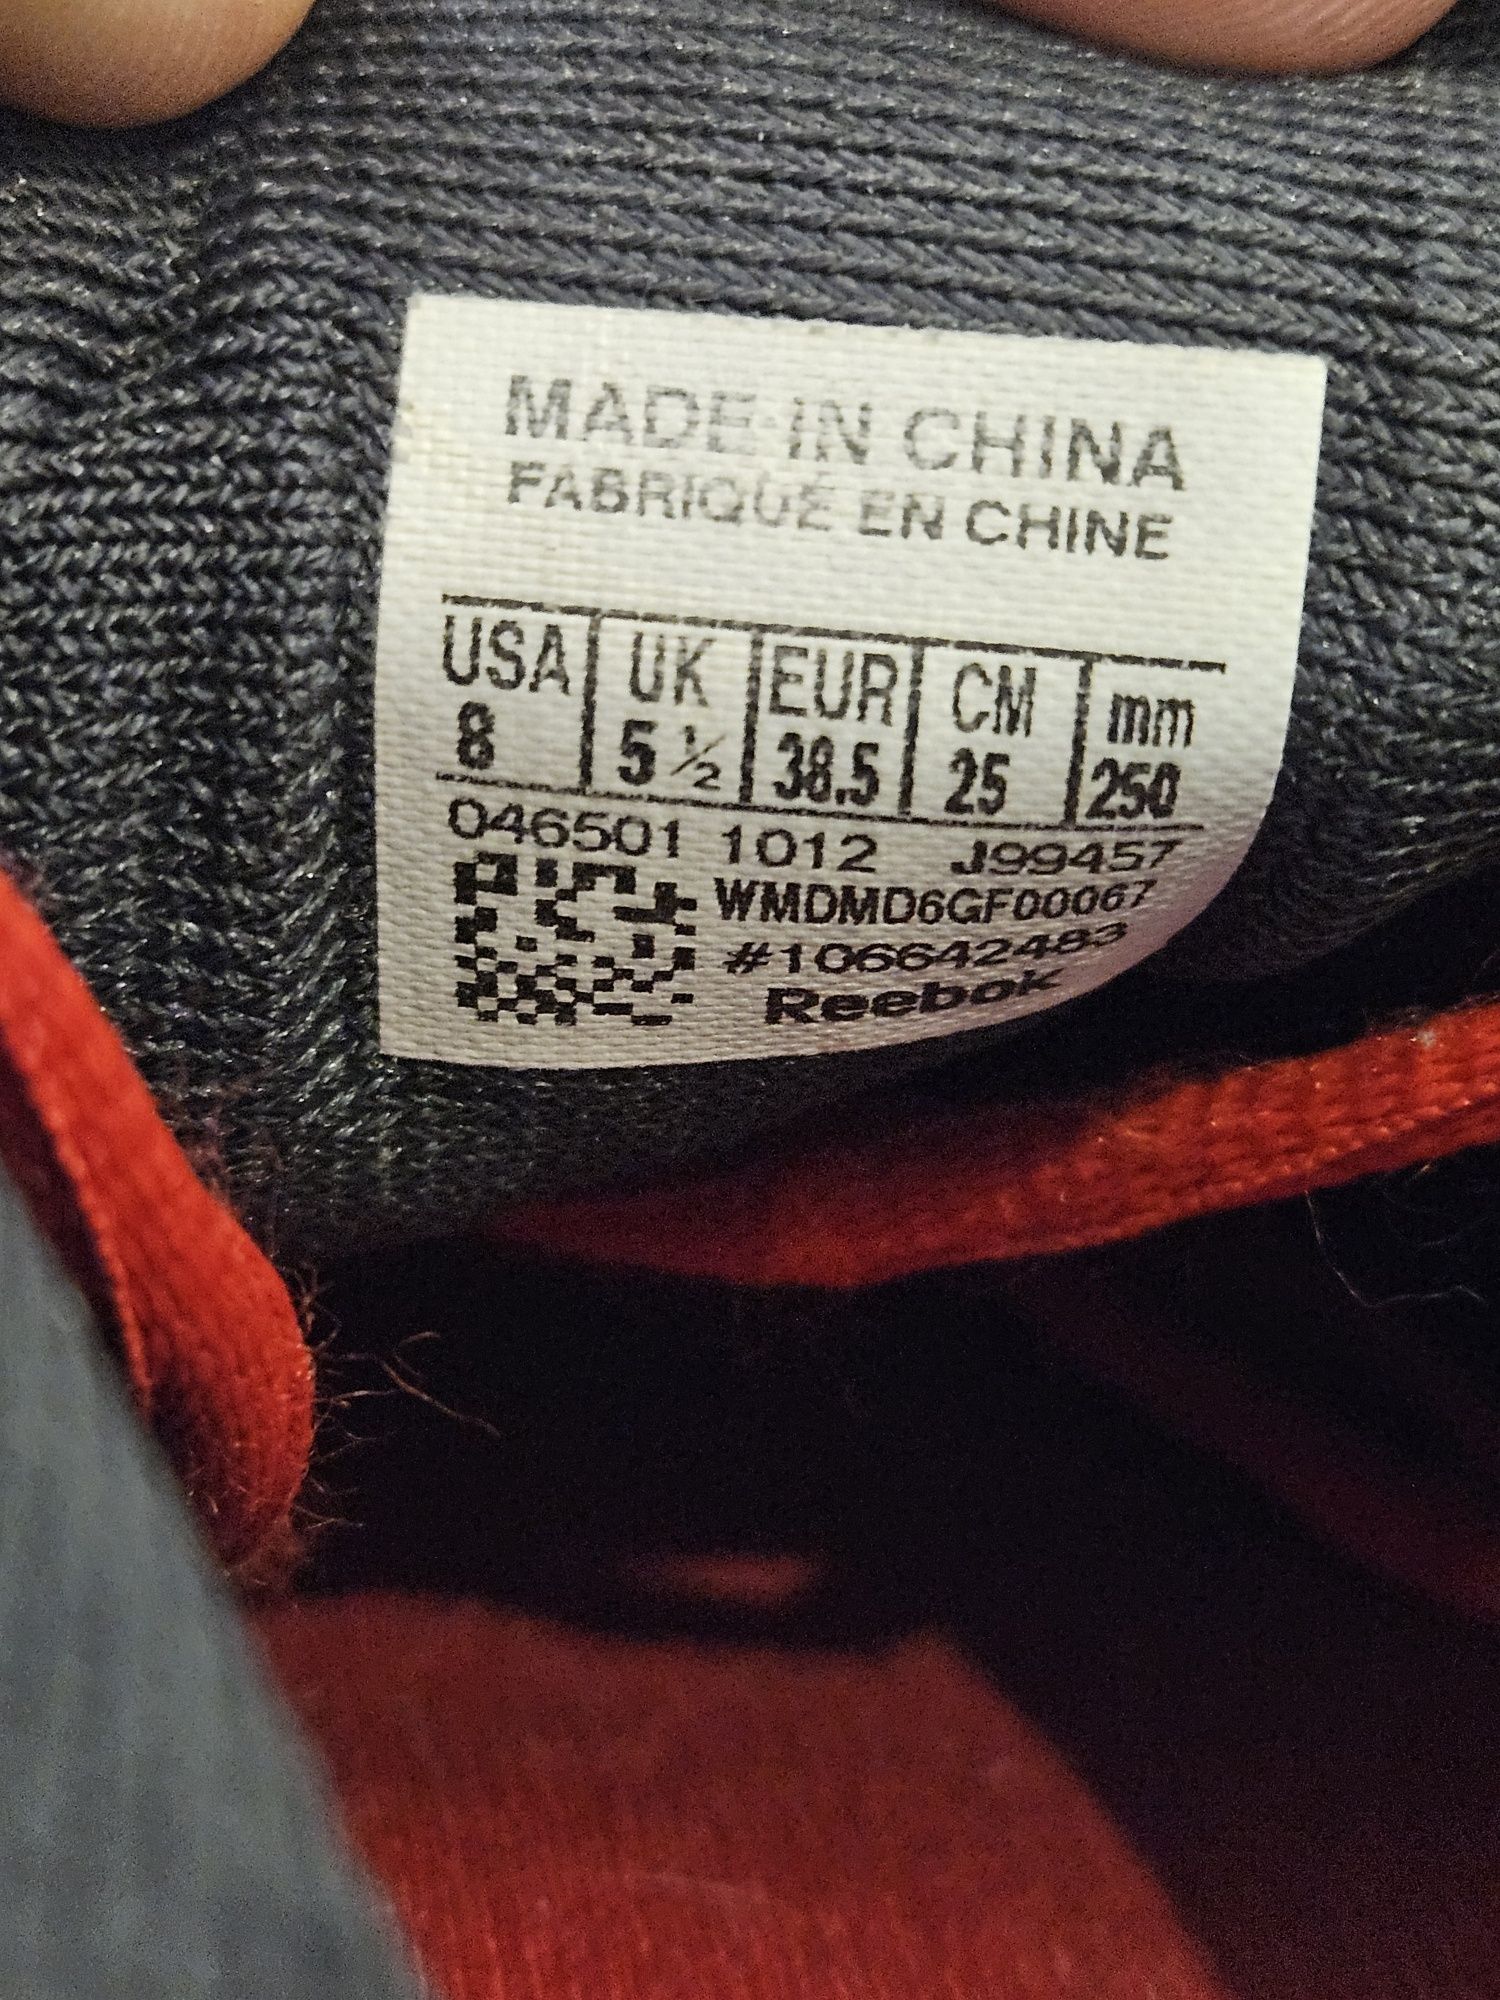 MADE IN CHINA
FABRIQUÉ EN CHINE
USA UK EUR CM mm
8 5 ½ 38.5 25 250
046501 1012 J99457
WMDMD6GF00067
#106642483
Reebok